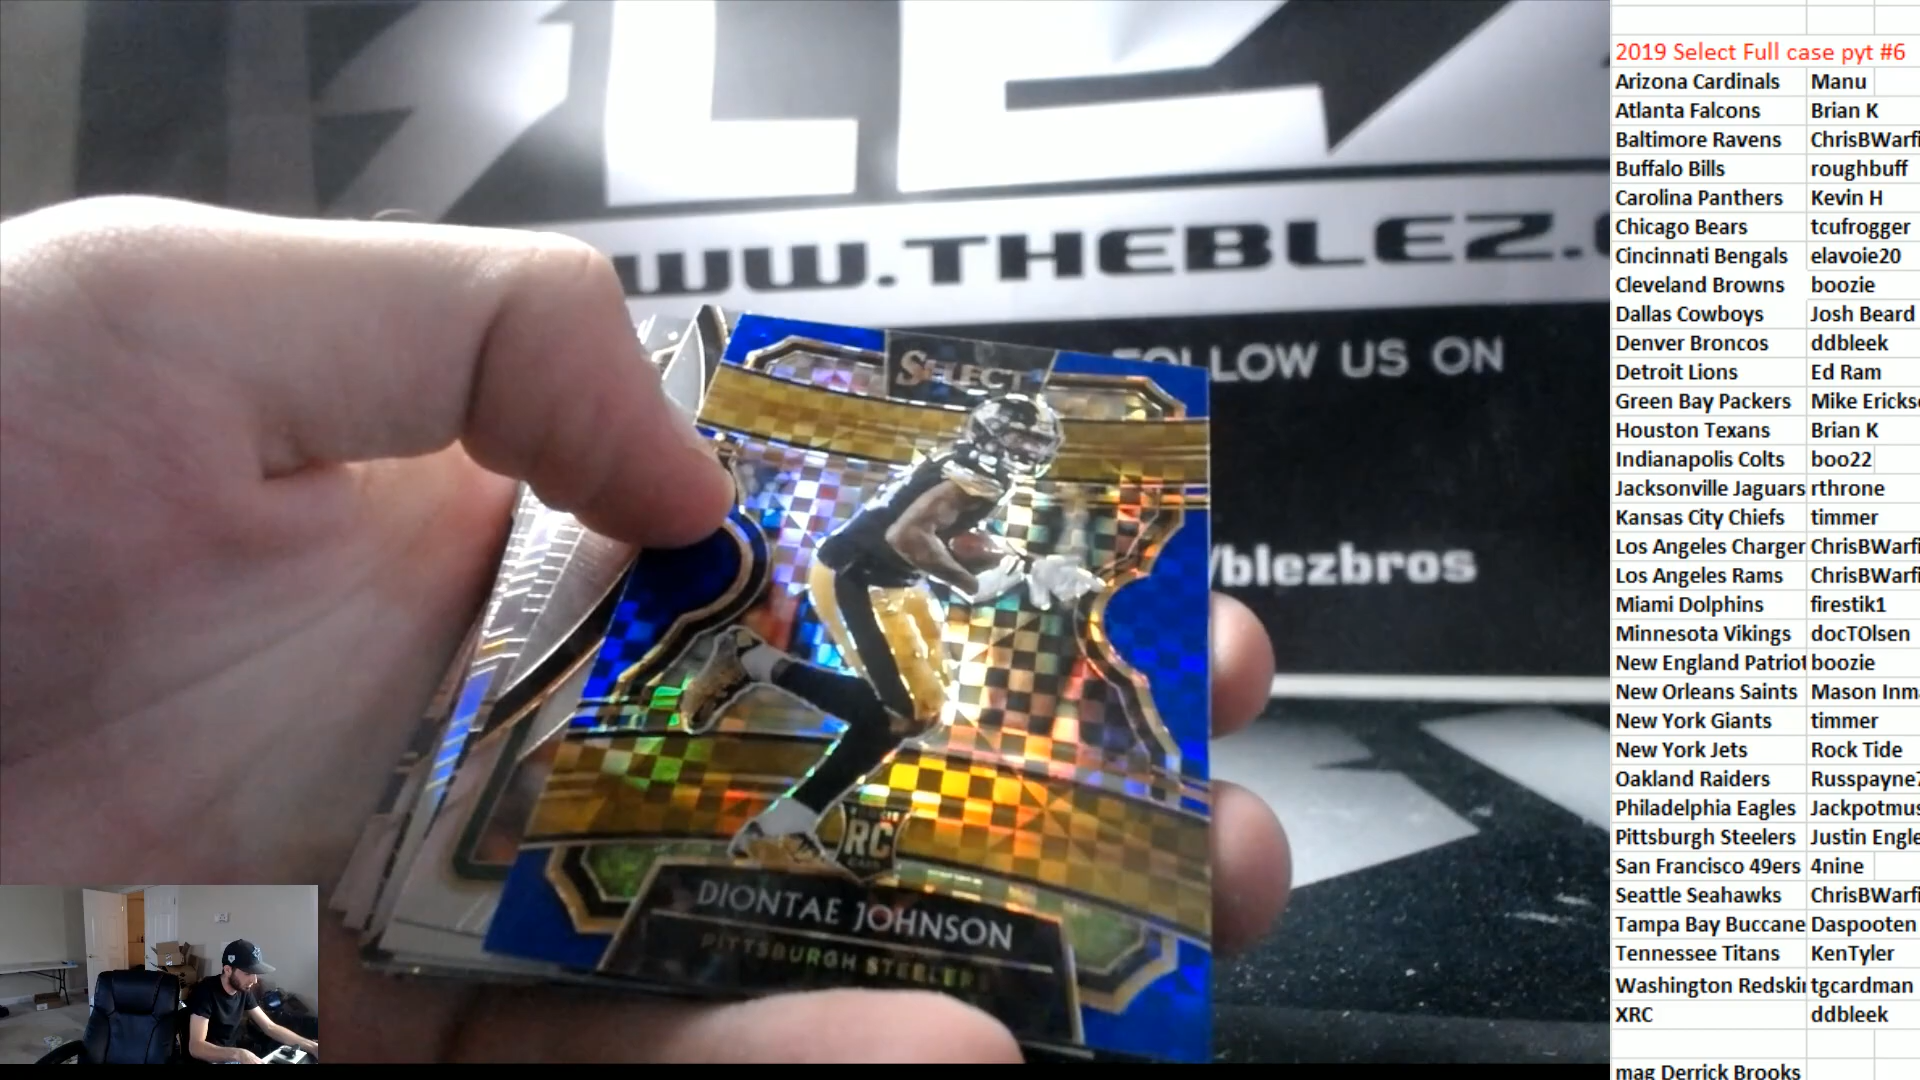 WWW.THEBLEZ.
FOLLOW US ON
/blezbros
SELECT
RC
DIONTAE JOHNSON
PITTSBURGH STEELERS
2019 Select Full case pyt #6
Arizona Cardinals Manu
Atlanta Falcons Brian K
Baltimore Ravens ChrisBWarfi
Buffalo Bills roughbuff
Carolina Panthers Kevin H
Chicago Bears tcufrogger
Cincinnati Bengals elavoie20
Cleveland Browns boozie
Dallas Cowboys Josh Beard
Denver Broncos ddbleek
Detroit Lions Ed Ram
Green Bay Packers Mike Erickso
Houston Texans Brian K
Indianapolis Colts boo22
Jacksonville Jaguars rthrone
Kansas City Chiefs timmer
Los Angeles Charger ChrisBWarfi
Los Angeles Rams ChrisBWarfi
Miami Dolphins firestik1
Minnesota Vikings docTOlsen
New England Patriot boozie
New Orleans Saints Mason Inma
New York Giants timmer
New York Jets Rock Tide
Oakland Raiders Russpayne7
Philadelphia Eagles Jackpotmus
Pittsburgh Steelers Justin Engle
San Francisco 49ers 4nine
Seattle Seahawks ChrisBWarfi
Tampa Bay Buccane Daspooten
Tennessee Titans KenTyler
Washington Redskin tgcardman
XRC ddbleek
mag Derrick Brooks